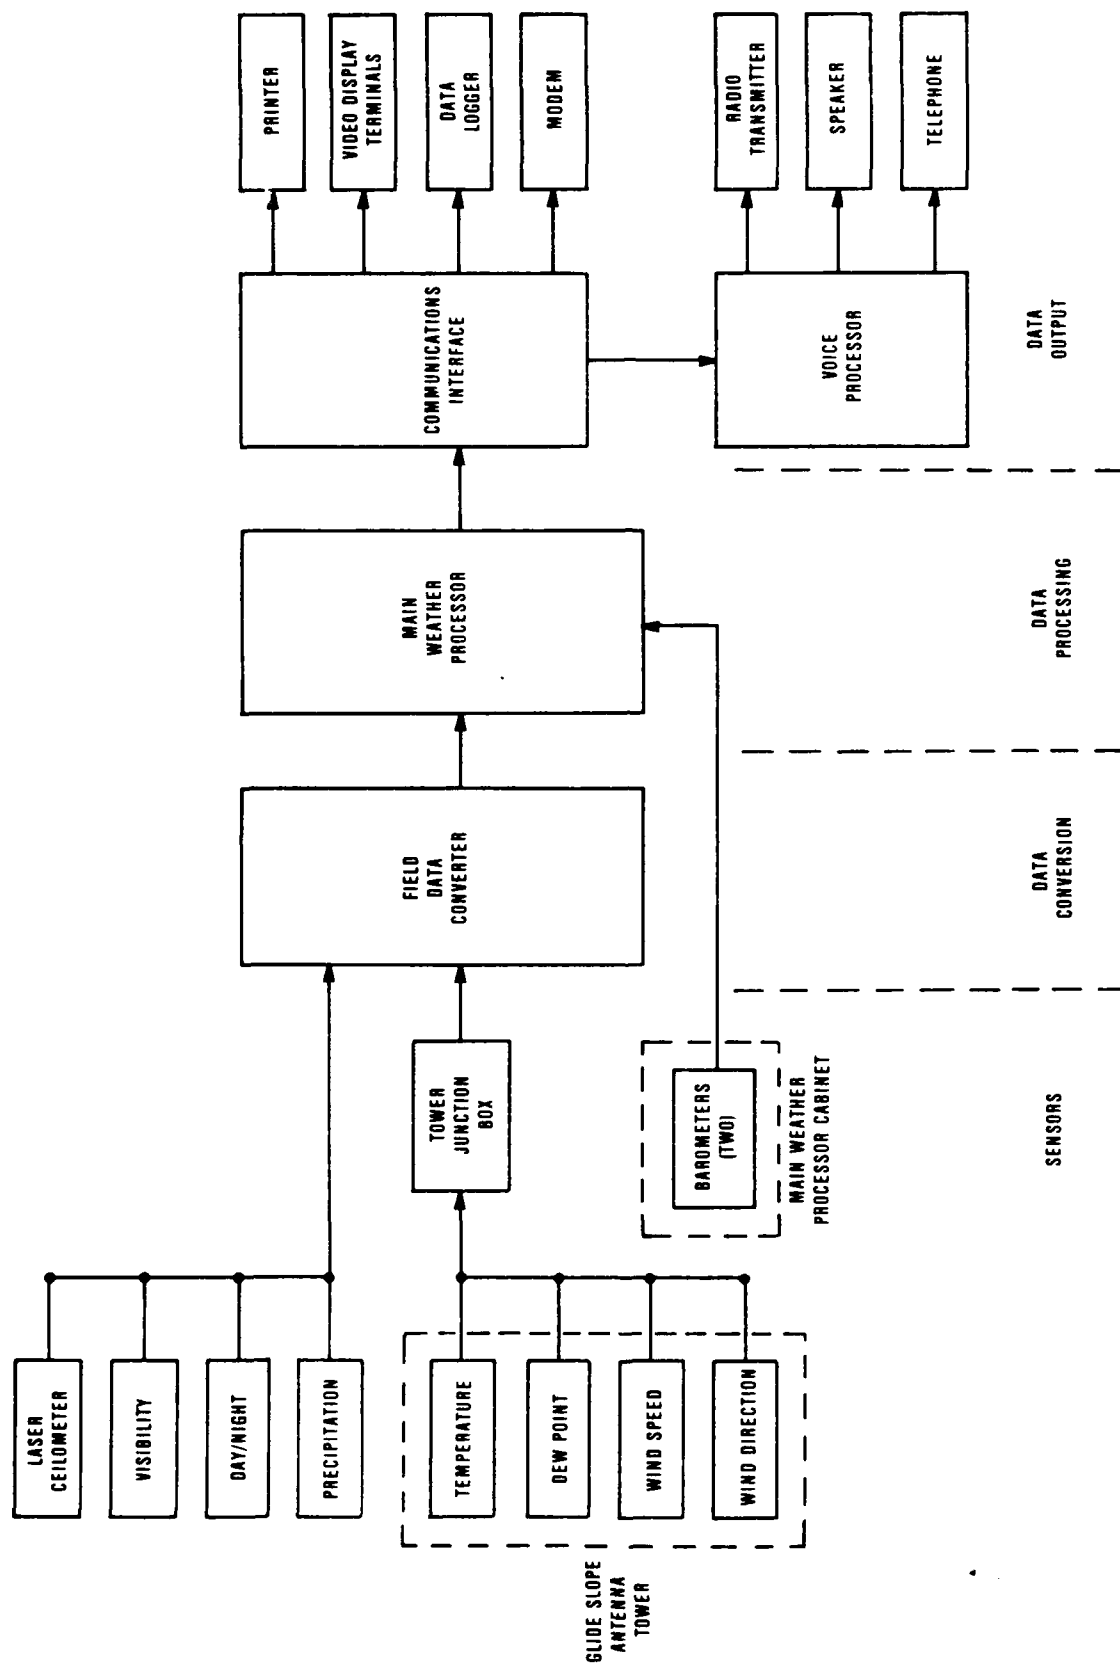 LASER
CEILOMETER
VISIBILITY
DAY/NIGHT
PRECIPITATION
GLIDE SLOPE
ANTENNA
TOWER
TEMPERATURE
DEW POINT
WIND SPEED
WIND DIRECTION
TOWER
JUNCTION
BOX
BAROMETERS
(TWO)
MAIN WEATHER
PROCESSOR CABINET
FIELD
DATA
CONVERTER
MAIN
WEATHER
PROCESSOR
COMMUNICATIONS
INTERFACE
VOICE
PROCESSOR
PRINTER
VIDEO DISPLAY
TERMINALS
DATA
LOGGER
MODEM
RADIO
TRANSMITTER
SPEAKER
TELEPHONE
SENSORS
DATA
CONVERSION
DATA
PROCESSING
DATA
OUTPUT